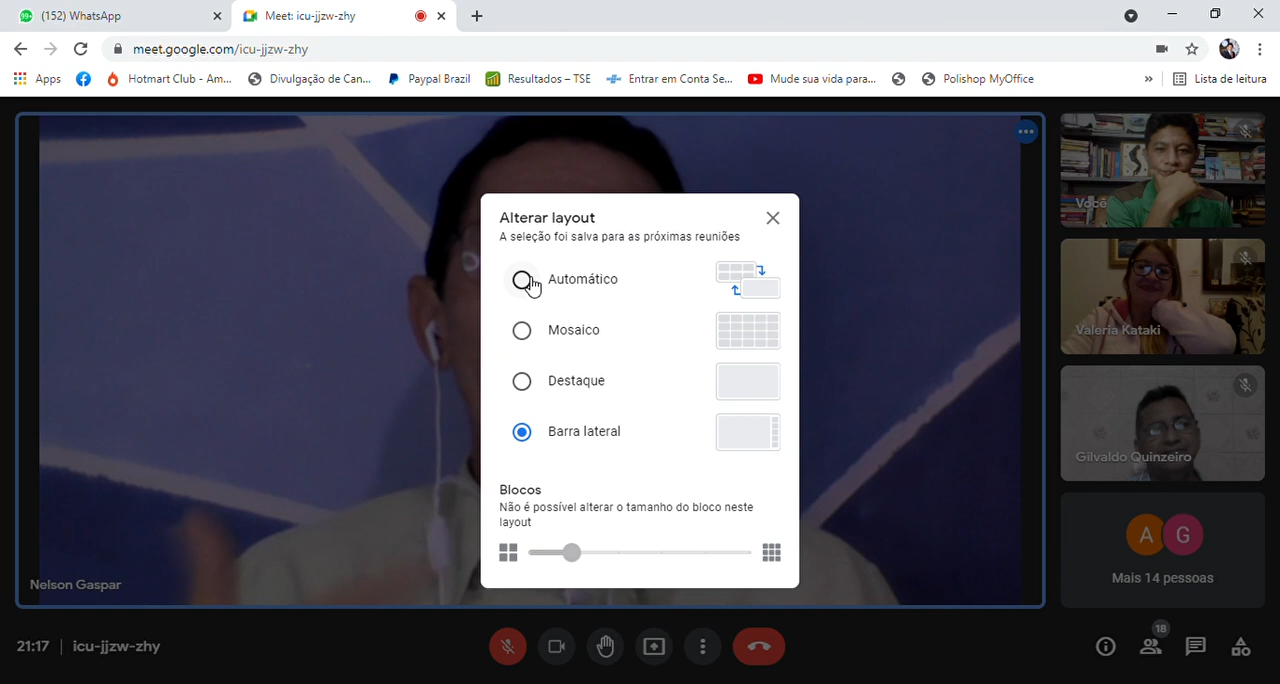 (152) WhatsApp
Meet: icu-jjzw-zhy
meet.google.com/icu-jjzw-zhy
Apps
Hotmart Club - Am...
Divulgação de Can...
Paypal Brazil
Resultados – TSE
Entrar em Conta Se...
Mude sua vida para...
Polishop MyOffice
»
Lista de leitura
Alterar layout
A seleção foi salva para as próximas reuniões
Automático
Mosaico
Destaque
Barra lateral
Blocos
Não é possível alterar o tamanho do bloco neste
layout
Nelson Gaspar
Você
Valeria Kataki
Gilvaldo Quinzeiro
A G
Mais 14 pessoas
21:17 | icu-jjzw-zhy
18